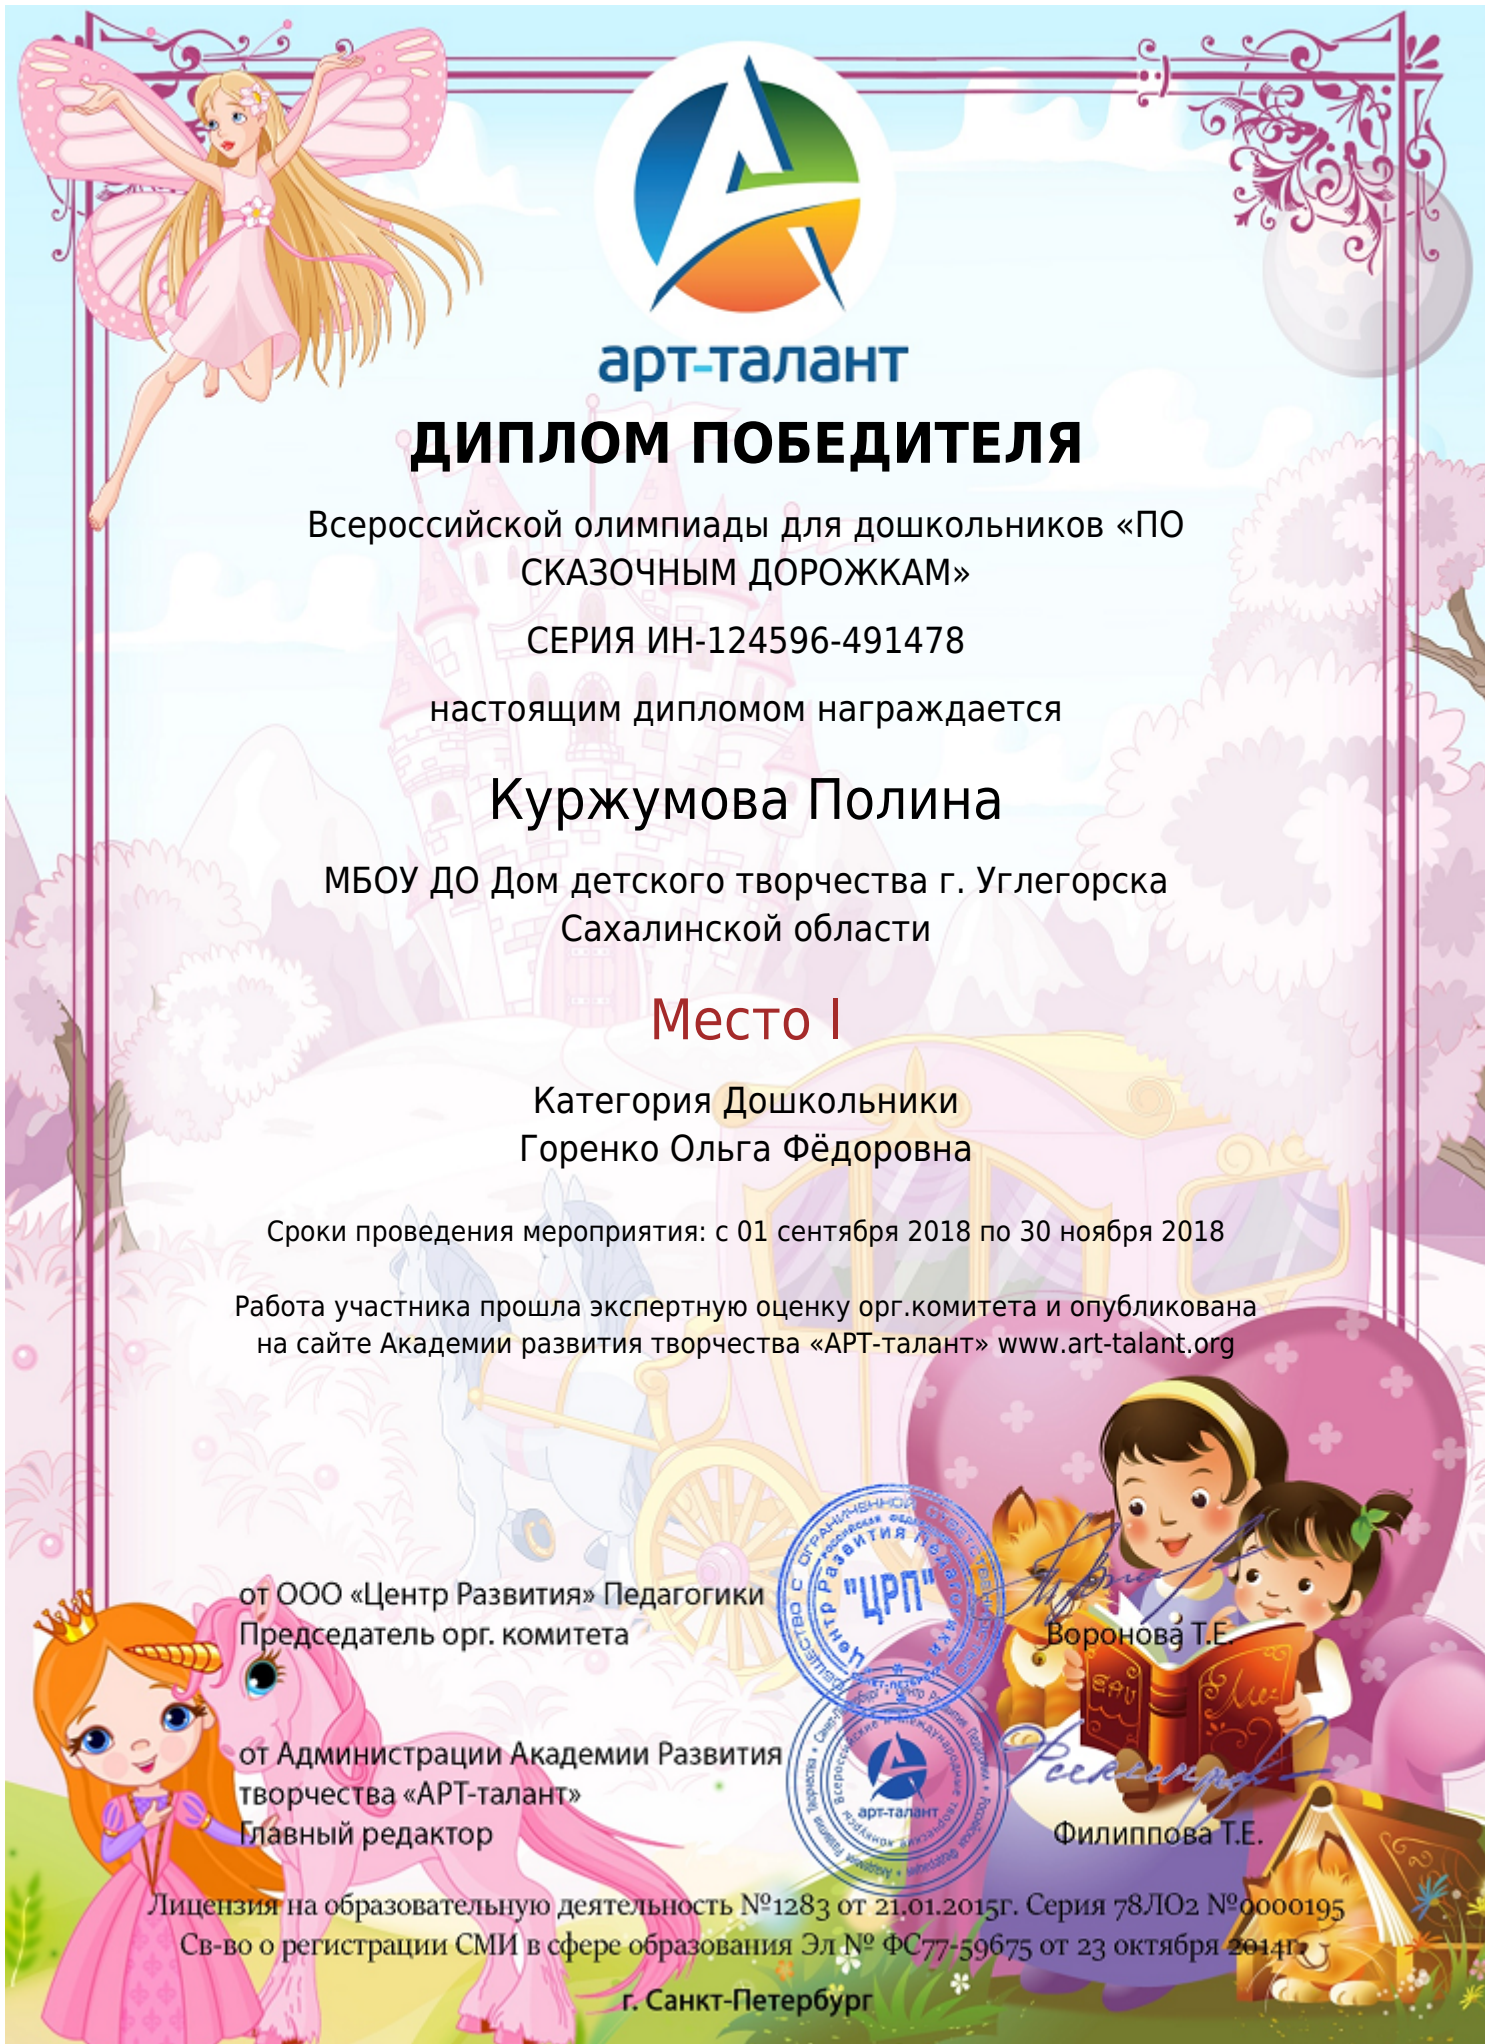 арт-талант
ДИПЛОМ ПОБЕДИТЕЛЯ
Всероссийской олимпиады для дошкольников «ПО
СКАЗОЧНЫМ ДОРОЖКАМ»
СЕРИЯ ИН-124596-491478
настоящим дипломом награждается
Куржумова Полина
МБОУ ДО Дом детского творчества г. Углегорска
Сахалинской области
Место I
Категория Дошкольники
Горенко Ольга Фёдоровна
Сроки проведения мероприятия: с 01 сентября 2018 по 30 ноября 2018
Работа участника прошла экспертную оценку орг.комитета и опубликована
на сайте Академии развития творчества «АРТ-талант» www.art-talant.org
от ООО «Центр Развития» Педагогики
Председатель орг. комитета
"ЦРП"
Воронова Т.Е.
от Администрации Академии Развития
творчества «АРТ-талант»
Главный редактор
арт-талант
Филиппова Т.Е.
Лицензия на образовательную деятельность №1283 от 21.01.2015г. Серия 78ЛО2 №0000195
Св-во о регистрации СМИ в сфере образования Эл № ФС77-59675 от 23 октября 2014г.
г. Санкт-Петербург